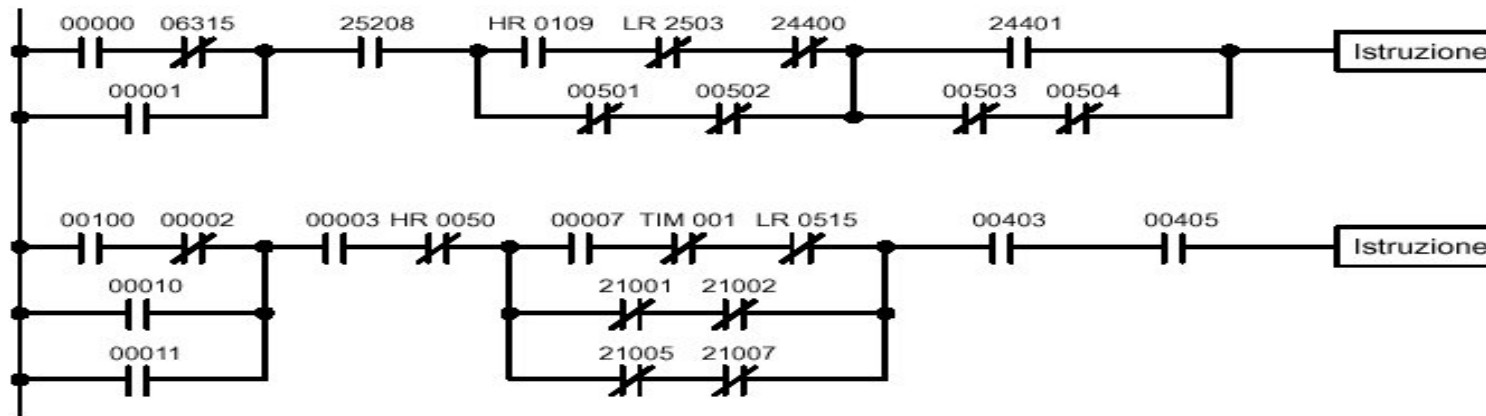 00000 06315 25208 HR 0109 LR 2503 24400 24401
Istruzione
00001 00501 00502 00503 00504
00100 00002 00003 HR 0050 00007 TIM 001 LR 0515 00403 00405
Istruzione
00010 21001 21002
00011 21005 21007